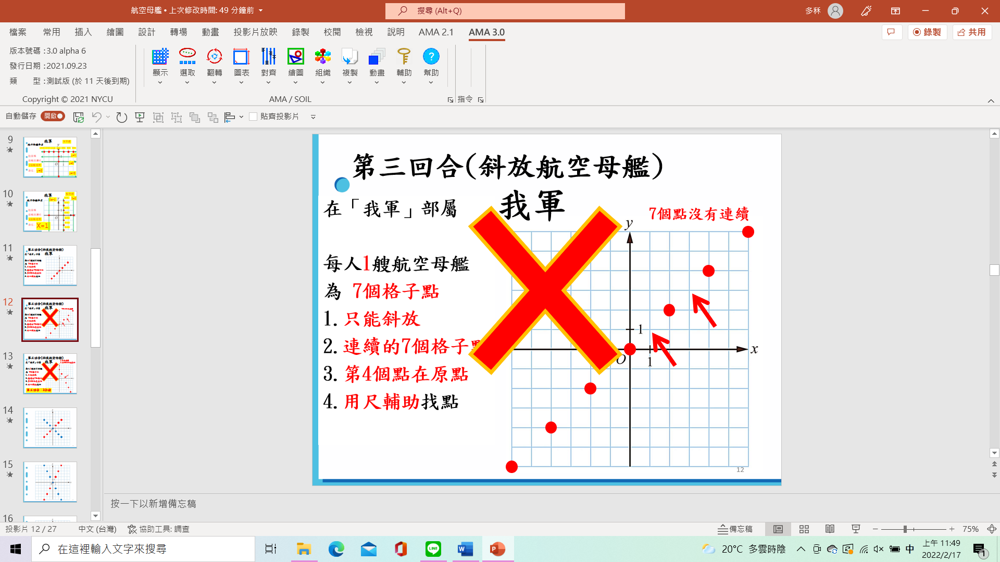 航空母艦 • 上次修改時間: 49 分鐘前
搜尋 (Alt+Q)
多秝
檔案 常用 插入 繪圖 設計 轉場 動畫 投影片放映 錄製 校閱 檢視 說明 AMA 2.1 AMA 3.0
錄製 共用
版本號碼 : 3.0 alpha 6
發行日期 : 2021.09.23
類 型 : 測試版 (於 11 天後到期)
Copyright © 2021 NYCU
顯示 選取 翻轉 圖表 對齊 繪圖 組織 複製 動畫 輔助 幫助
AMA / SOIL
指令
自動儲存 開啟
貼齊投影片
9
10
11
12
13
14
15
16
X=1
第三回合(斜放航空母艦)
我軍
在「我軍」部屬
7個點沒有連續
每人1艘航空母艦
為 7個格子點
1. 只能斜放
2. 連續的7個格子點
3. 第4個點在原點
4. 用尺輔助找點
y
1
x
O
1
12
按一下以新增備忘稿
投影片 12 / 27 中文 (台灣) 協助工具: 調查
備忘稿
75%
在這裡輸入文字來搜尋
LINE
20°C 多雲時陰
中
上午 11:49
2022/2/17
1